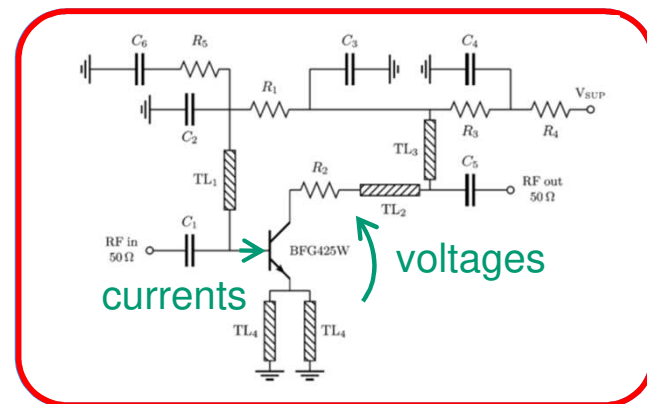 C₆
R₅
C₃
C₄
R₁
V_SUP
C₂
R₃
R₄
TL₁
TL₃
C₅
R₂
RF out
50 Ω
TL₂
C₁
RF in
50 Ω
BFG425W
voltages
currents
TL₄
TL₄